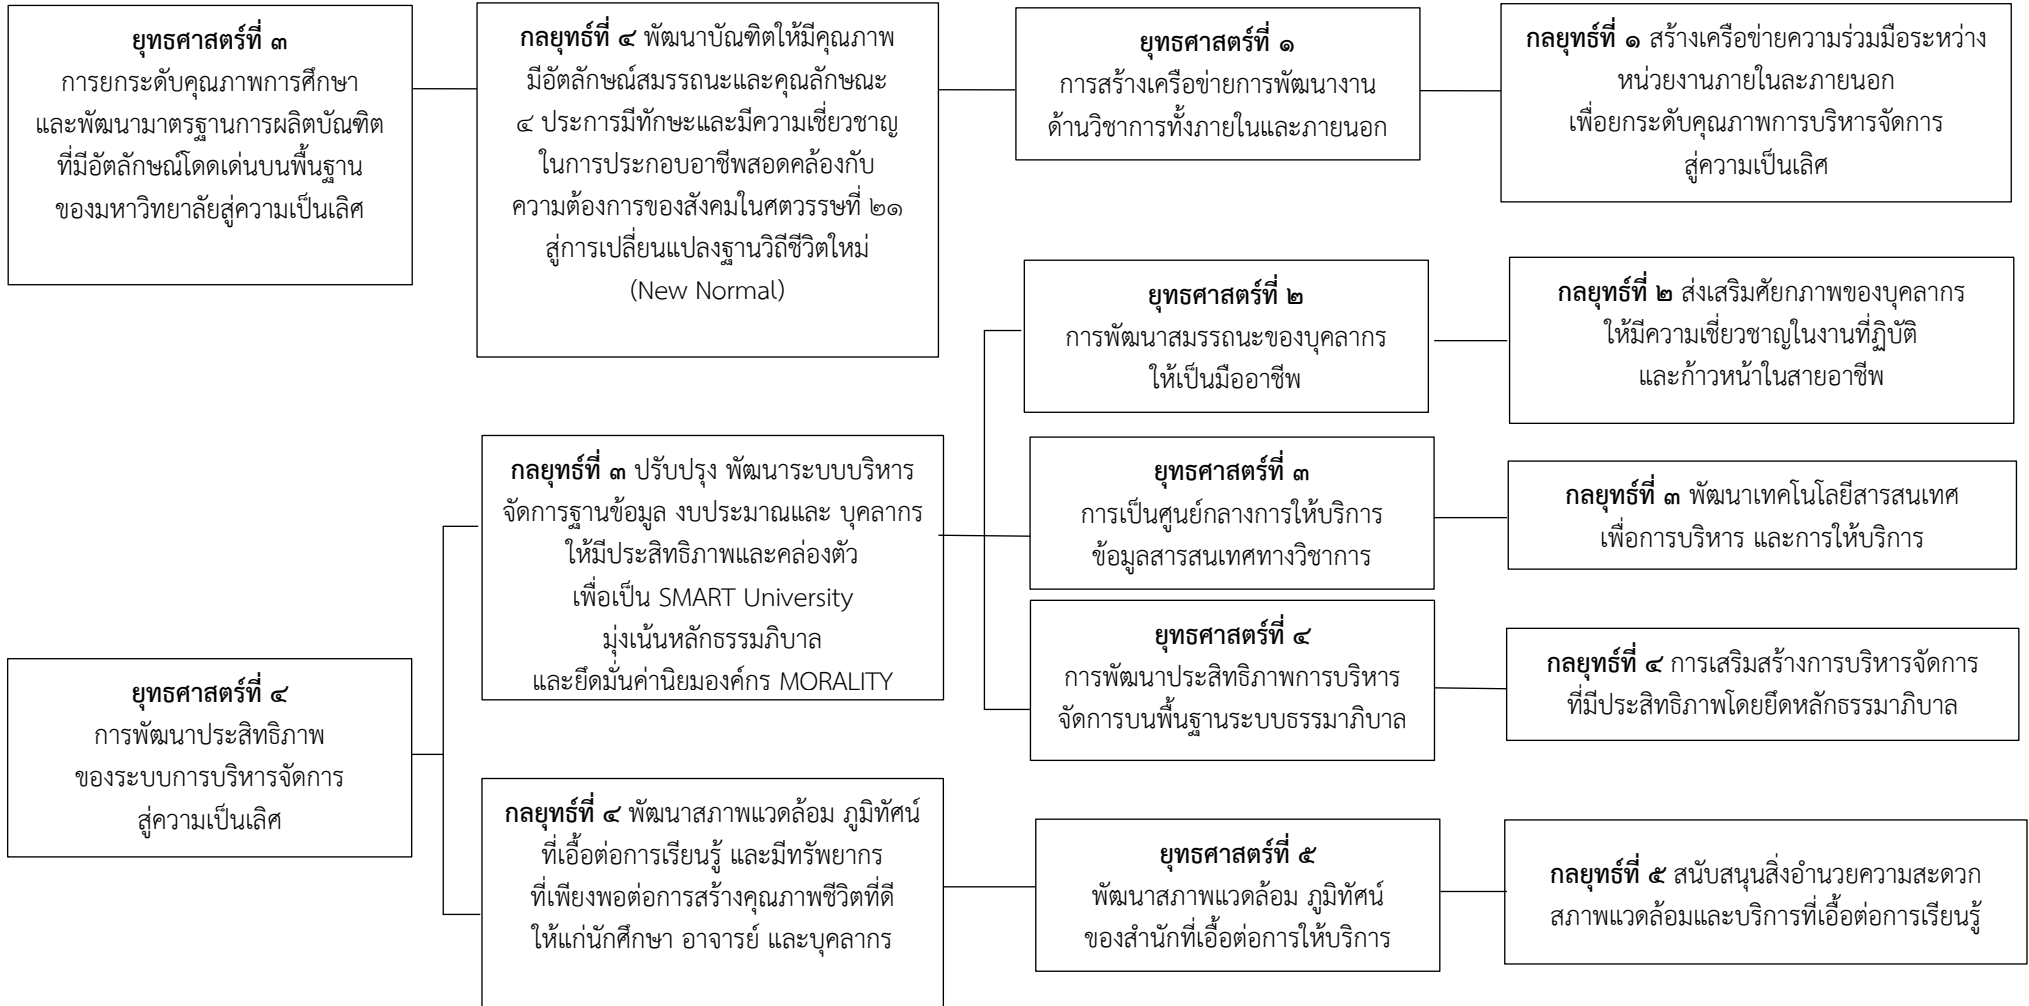 ยุทธศาสตร์ที่ ๓
การยกระดับคุณภาพการศึกษา
และพัฒนามาตรฐานการผลิตบัณฑิต
ที่มีอัตลักษณ์โดดเด่นบนพื้นฐาน
ของมหาวิทยาลัยสู่ความเป็นเลิศ
กลยุทธ์ที่ ๔ พัฒนาบัณฑิตให้มีคุณภาพ
มีอัตลักษณ์สมรรถนะและคุณลักษณะ
๔ ประการมีทักษะและมีความเชี่ยวชาญ
ในการประกอบอาชีพสอดคล้องกับ
ความต้องการของสังคมในศตวรรษที่ ๒๑
สู่การเปลี่ยนแปลงฐานวิถีชีวิตใหม่
(New Normal)
ยุทธศาสตร์ที่ ๑
การสร้างเครือข่ายการพัฒนางาน
ด้านวิชาการทั้งภายในและภายนอก
กลยุทธ์ที่ ๑ สร้างเครือข่ายความร่วมมือระหว่าง
หน่วยงานภายในละภายนอก
เพื่อยกระดับคุณภาพการบริหารจัดการ
สู่ความเป็นเลิศ
ยุทธศาสตร์ที่ ๒
การพัฒนาสมรรถนะของบุคลากร
ให้เป็นมืออาชีพ
กลยุทธ์ที่ ๒ ส่งเสริมศัยกภาพของบุคลากร
ให้มีความเชี่ยวชาญในงานที่ฏิบัติ
และก้าวหน้าในสายอาชีพ
ยุทธศาสตร์ที่ ๔
การพัฒนาประสิทธิภาพ
ของระบบการบริหารจัดการ
สู่ความเป็นเลิศ
กลยุทธ์ที่ ๓ ปรับปรุง พัฒนาระบบบริหาร
จัดการฐานข้อมูล งบประมาณและ บุคลากร
ให้มีประสิทธิภาพและคล่องตัว
เพื่อเป็น SMART University
มุ่งเน้นหลักธรรมภิบาล
และยึดมั่นค่านิยมองค์กร MORALITY
ยุทธศาสตร์ที่ ๓
การเป็นศูนย์กลางการให้บริการ
ข้อมูลสารสนเทศทางวิชาการ
กลยุทธ์ที่ ๓ พัฒนาเทคโนโลยีสารสนเทศ
เพื่อการบริหาร และการให้บริการ
ยุทธศาสตร์ที่ ๔
การพัฒนาประสิทธิภาพการบริหาร
จัดการบนพื้นฐานระบบธรรมาภิบาล
กลยุทธ์ที่ ๔ การเสริมสร้างการบริหารจัดการ
ที่มีประสิทธิภาพโดยยึดหลักธรรมาภิบาล
กลยุทธ์ที่ ๔ พัฒนาสภาพแวดล้อม ภูมิทัศน์
ที่เอื้อต่อการเรียนรู้ และมีทรัพยากร
ที่เพียงพอต่อการสร้างคุณภาพชีวิตที่ดี
ให้แก่นักศึกษา อาจารย์ และบุคลากร
ยุทธศาสตร์ที่ ๕
พัฒนาสภาพแวดล้อม ภูมิทัศน์
ของสำนักที่เอื้อต่อการให้บริการ
กลยุทธ์ที่ ๕ สนับสนุนสิ่งอำนวยความสะดวก
สภาพแวดล้อมและบริการที่เอื้อต่อการเรียนรู้